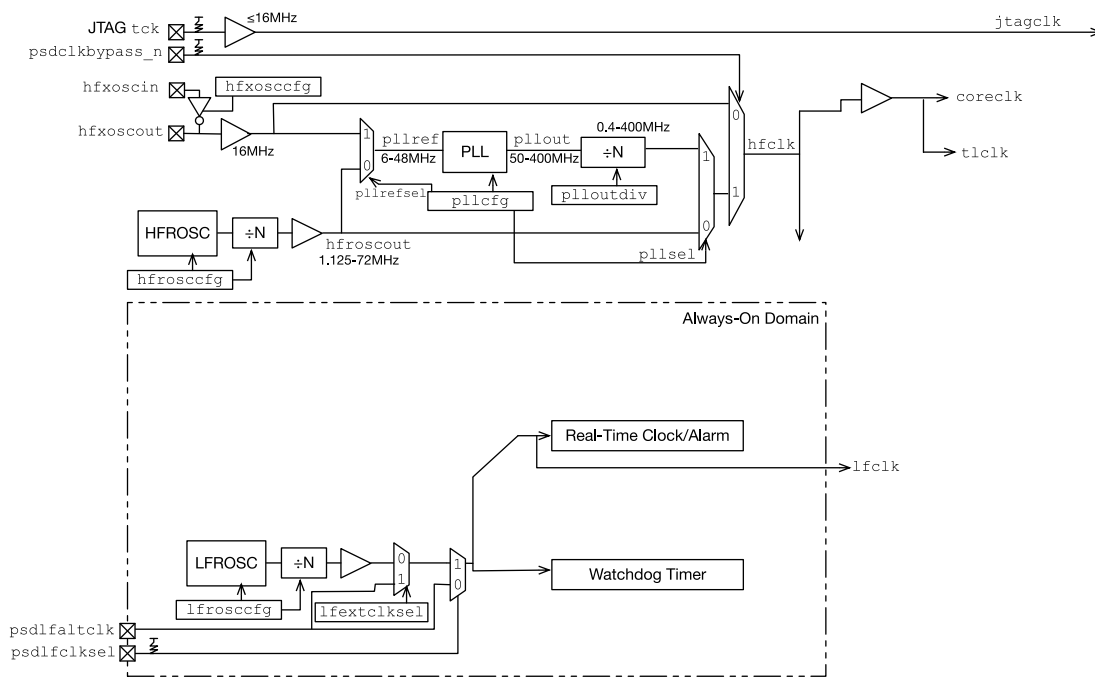 ≤16MHz
JTAG tck
jtagclk
psdclkbypass_n
hfxoscin
hfxosccfg
0
coreclk
hfxoscout
16MHz
1
pllref
6-48MHz
PLL
pllout
50-400MHz
0.4-400MHz
÷N
1
hfclk
tlclk
0
pllrefsel
pllcfg
plloutdiv
1
HFROSC
÷N
hfroscout
1.125-72MHz
0
pllsel
hfrosccfg
Always-On Domain
Real-Time Clock/Alarm
lfclk
LFROSC
÷N
0
1
1
0
Watchdog Timer
lfrosccfg
lfextclksel
psdlfaltclk
psdlfclksel